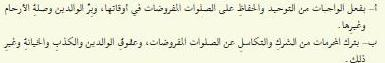 أ- بفعل الواجبات من التوحيد والحفاظ على الصلوات المفروضات في أوقاتها، وبرُّ الوالدين وصلةِ الأرحام
وغيرها.
ب- بترك المحرمات من الشركِ والتكاسل عن الصلوات المفروضات، وعقوقِ الوالدين والكذبِ والخيانةِ وغير
ذلك.